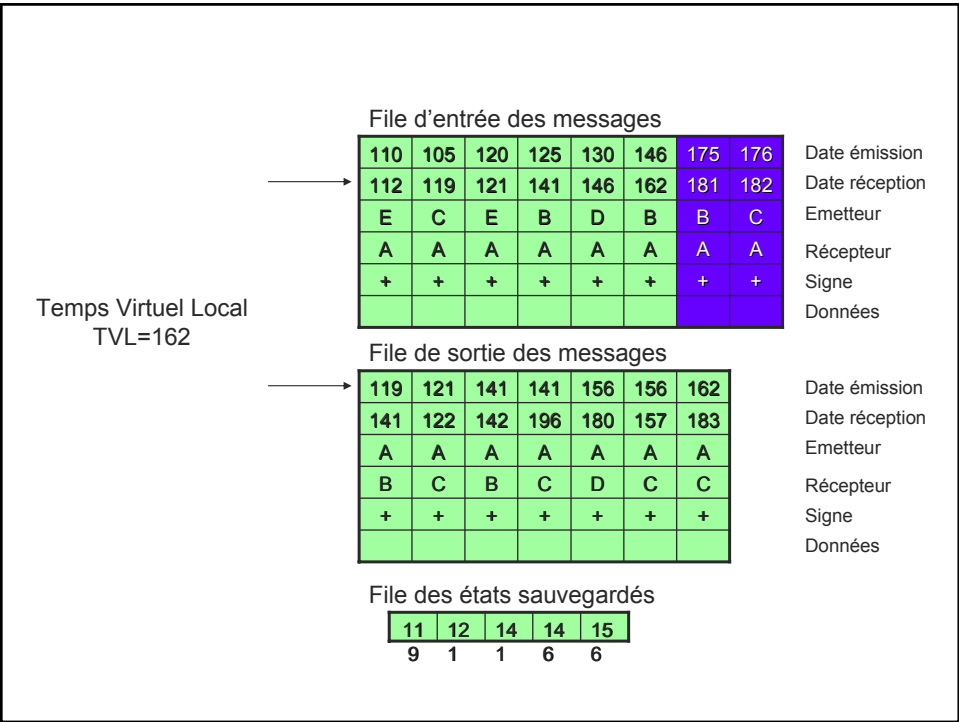 File d'entrée des messages
110 105 120 125 130 146 175 176 Date émission
112 119 121 141 146 162 181 182 Date réception
E C E B D B B C Emetteur
A A A A A A A A Récepteur
+ + + + + + + + Signe
Données
Temps Virtuel Local
TVL=162
File de sortie des messages
119 121 141 141 156 156 162 Date émission
141 122 142 196 180 157 183 Date réception
A A A A A A A Emetteur
B C B C D C C Récepteur
+ + + + + + + Signe
Données
File des états sauvegardés
11 12 14 14 15
9 1 1 6 6